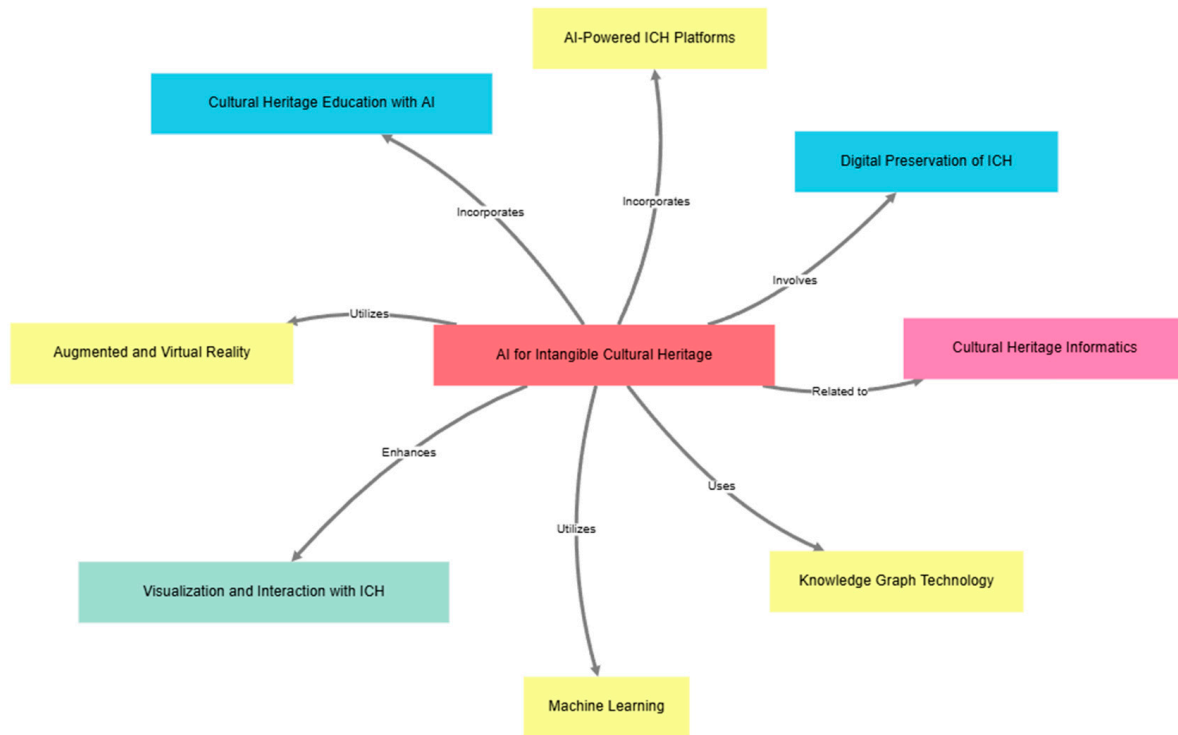 AI-Powered ICH Platforms
Cultural Heritage Education with AI
Digital Preservation of ICH
Incorporates
Incorporates
Involves
Utilizes
Augmented and Virtual Reality
AI for Intangible Cultural Heritage
Cultural Heritage Informatics
Related to
Enhances
Uses
Utilizes
Visualization and Interaction with ICH
Knowledge Graph Technology
Machine Learning